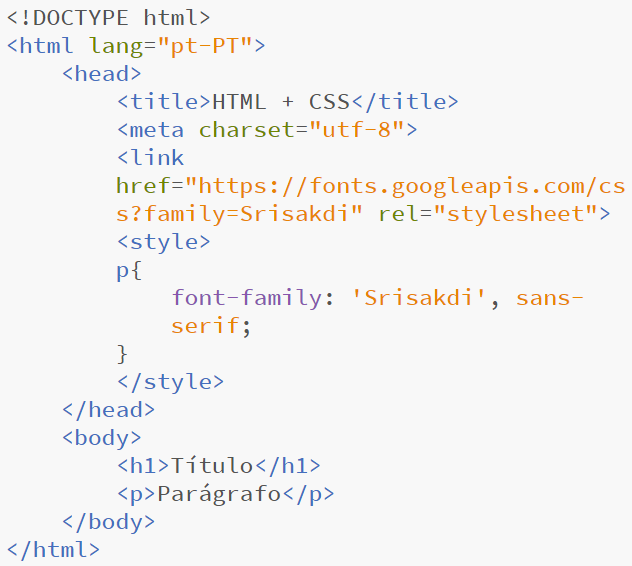 <!DOCTYPE html>
<html lang="pt-PT">
    <head>
        <title>HTML + CSS</title>
        <meta charset="utf-8">
        <link
        href="https://fonts.googleapis.com/cs
        s?family=Srisakdi" rel="stylesheet">
        <style>
        p{
            font-family: 'Srisakdi', sans-
            serif;
        }
        </style>
    </head>
    <body>
        <h1>Título</h1>
        <p>Parágrafo</p>
    </body>
</html>